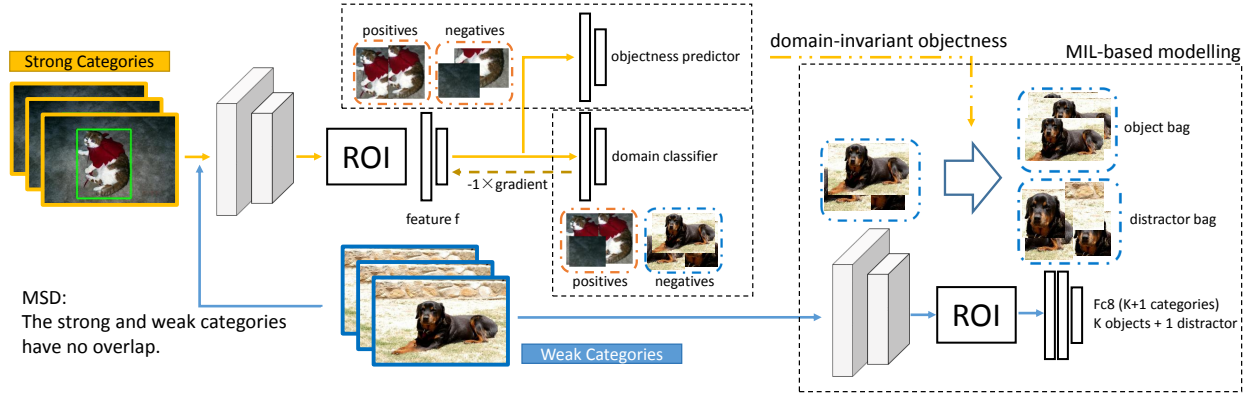 Strong Categories
positives
negatives
objectness predictor
ROI
feature f
-1×gradient
domain classifier
positives
negatives
MSD:
The strong and weak categories
have no overlap.
Weak Categories
domain-invariant objectness
MIL-based modelling
object bag
distractor bag
ROI
Fc8 (K+1 categories)
K objects + 1 distractor